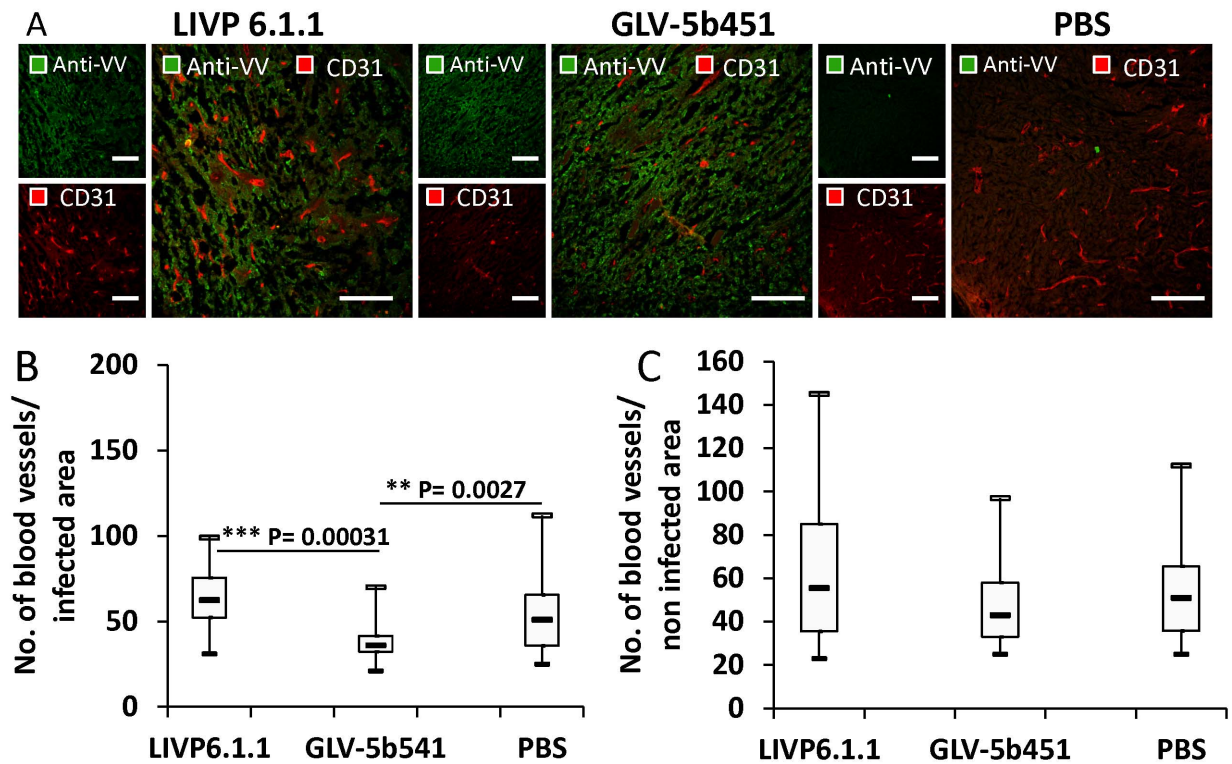 A
LIVP 6.1.1
GLV-5b451
PBS
Anti-VV
Anti-VV CD31
Anti-VV
Anti-VV CD31
Anti-VV
Anti-VV CD31
CD31
CD31
CD31
B
No. of blood vessels/
infected area
200
150
100
50
0
*** P= 0.00031
** P= 0.0027
LIVP6.1.1 GLV-5b541 PBS
C
No. of blood vessels/
non infected area
160
140
120
100
80
60
40
20
0
LIVP6.1.1 GLV-5b451 PBS